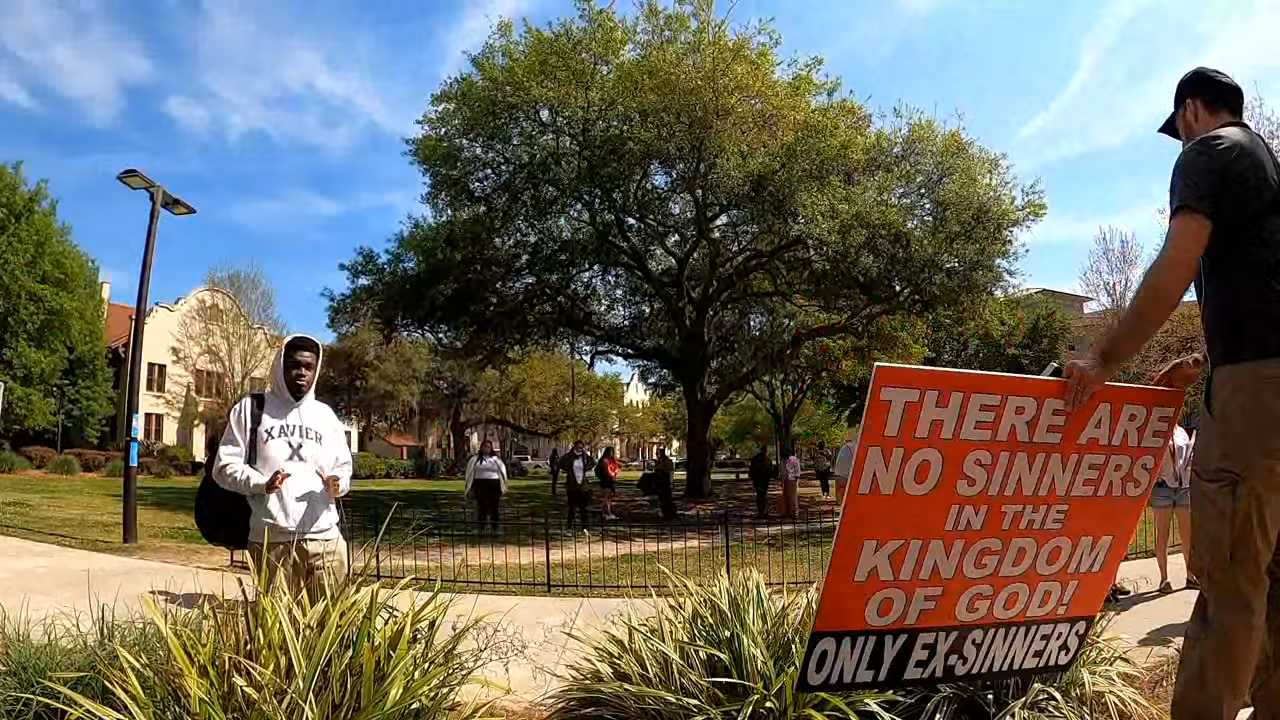 XAVIER
X
THERE ARE
NO SINNERS
IN THE
KINGDOM
OF GOD!
ONLY EX-SINNERS